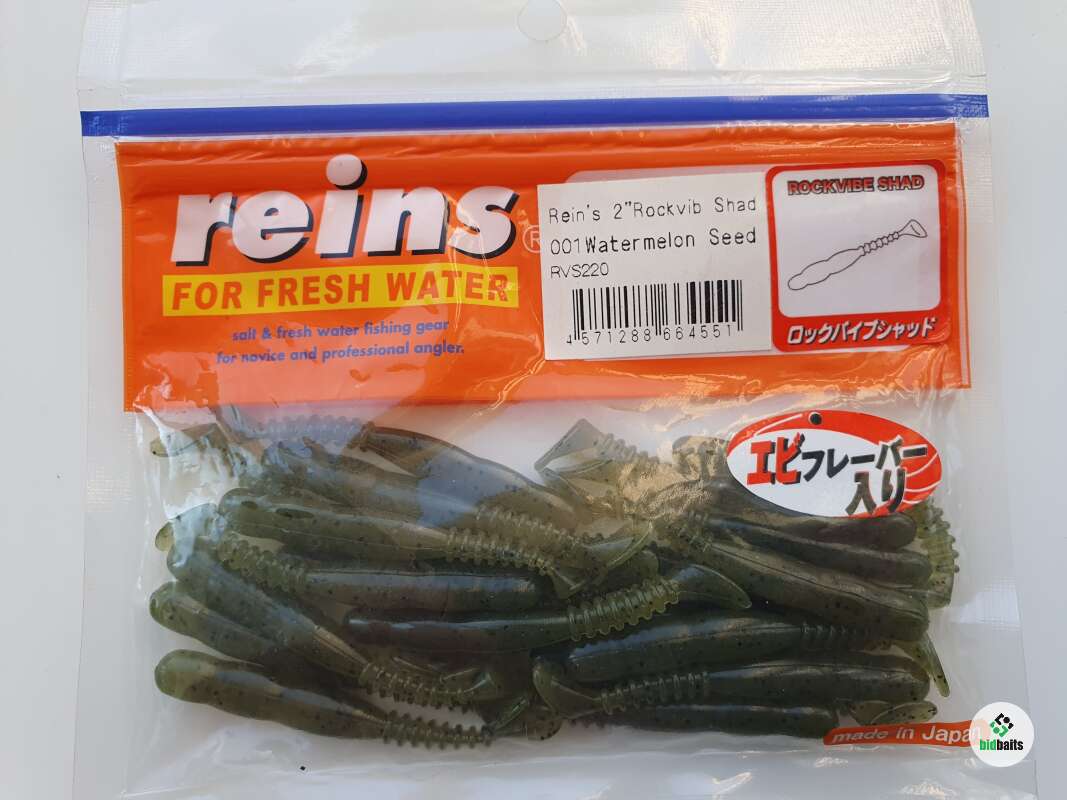 reins®
FOR FRESH WATER
salt & fresh water fishing gear
for novice and professional angler.
Rein's 2"Rockvib Shad
001Watermelon Seed
RVS220
4571288664551
ROCKVIBE SHAD
ロックバイブシャッド
エビフレーバー
入り
made in Japan
bidbaits